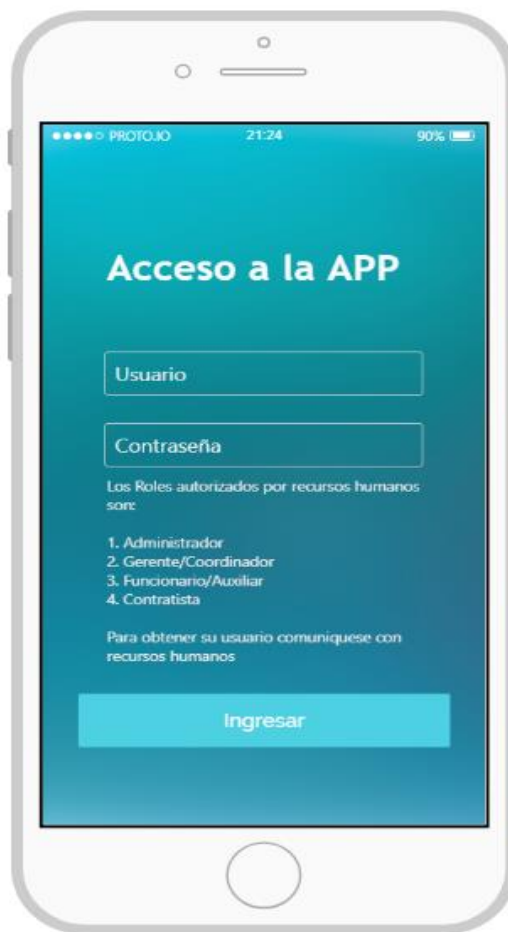 PROTO.IO 21:24 90%
Acceso a la APP
Usuario
Contraseña
Los Roles autorizados por recursos humanos
son:
1. Administrador
2. Gerente/Coordinador
3. Funcionario/Auxiliar
4. Contratista
Para obtener su usuario comuniquese con
recursos humanos
Ingresar